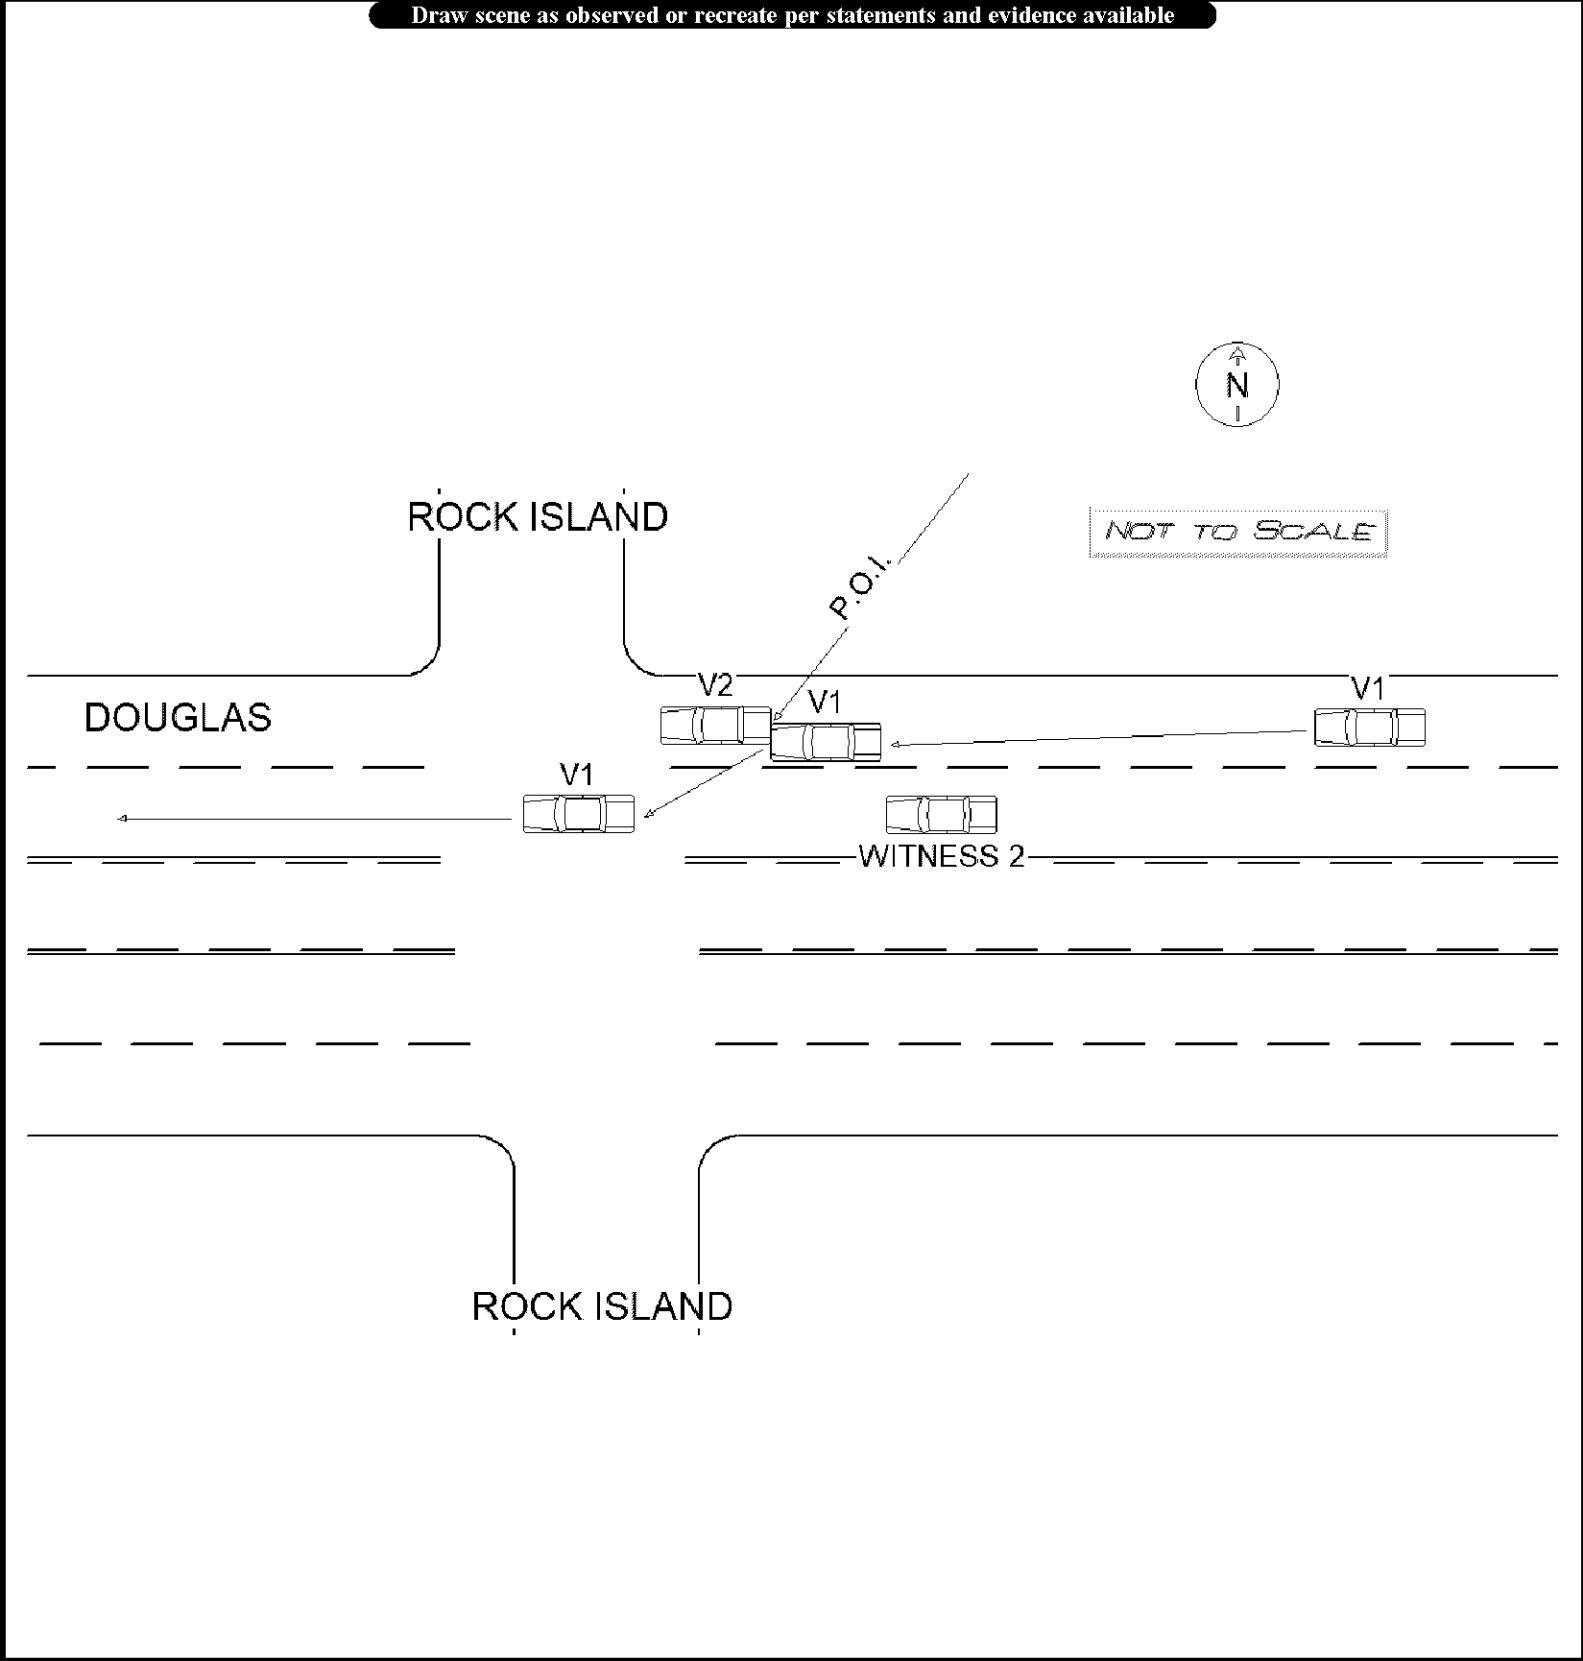 Draw scene as observed or recreate per statements and evidence available
N
ROCK ISLAND
NOT TO SCALE
P.O.I.
V2
V1
V1
DOUGLAS
V1
WITNESS 2
ROCK ISLAND